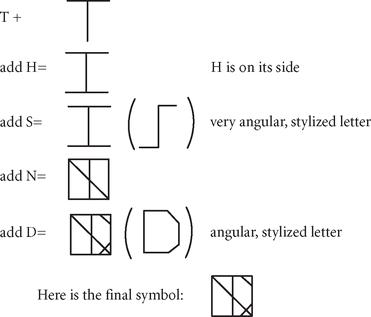 T +
add H= H is on its side
add S= very angular, stylized letter
add N=
add D= angular, stylized letter
Here is the final symbol: